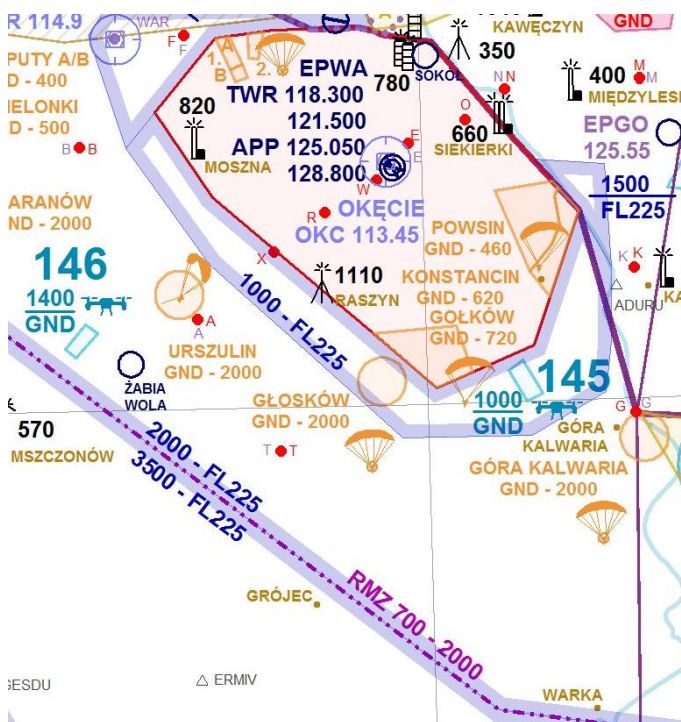 R 114.9
WAR
F
F
PUTY A/B
D - 400
IELONKI
D - 500
B
B
A
1.
B
2.
EPWA
TWR 118.300
121.500
APP 125.050
128.800
780
SOKOŁ
350
KAWĘCZYN
GND
N
N
M
M
400
MIĘDZYLES
820
MOSZNA
O
660
SIEKIERKI
EPGO
125.55
E
E
W
1500
FL225
ARANÓW
ND - 2000
R
OKĘCIE
OKC 113.45
POWSIN
GND - 460
X
K
K
146
1400
GND
1110
RASZYN
KONSTANCIN
GND - 620
ADURU
KA
1000 - FL225
GOŁKÓW
GND - 720
A
A
URSZULIN
GND - 2000
ŻABIA
WOLA
GŁOSKÓW
GND - 2000
145
1000
GND
G
G
GÓRA
KALWARIA
570
MSZCZONÓW
2000 - FL225
3500 - FL225
T
T
GÓRA KALWARIA
GND - 2000
GRÓJEC
RMZ 700 - 2000
GESDU
ERMIV
WARKA